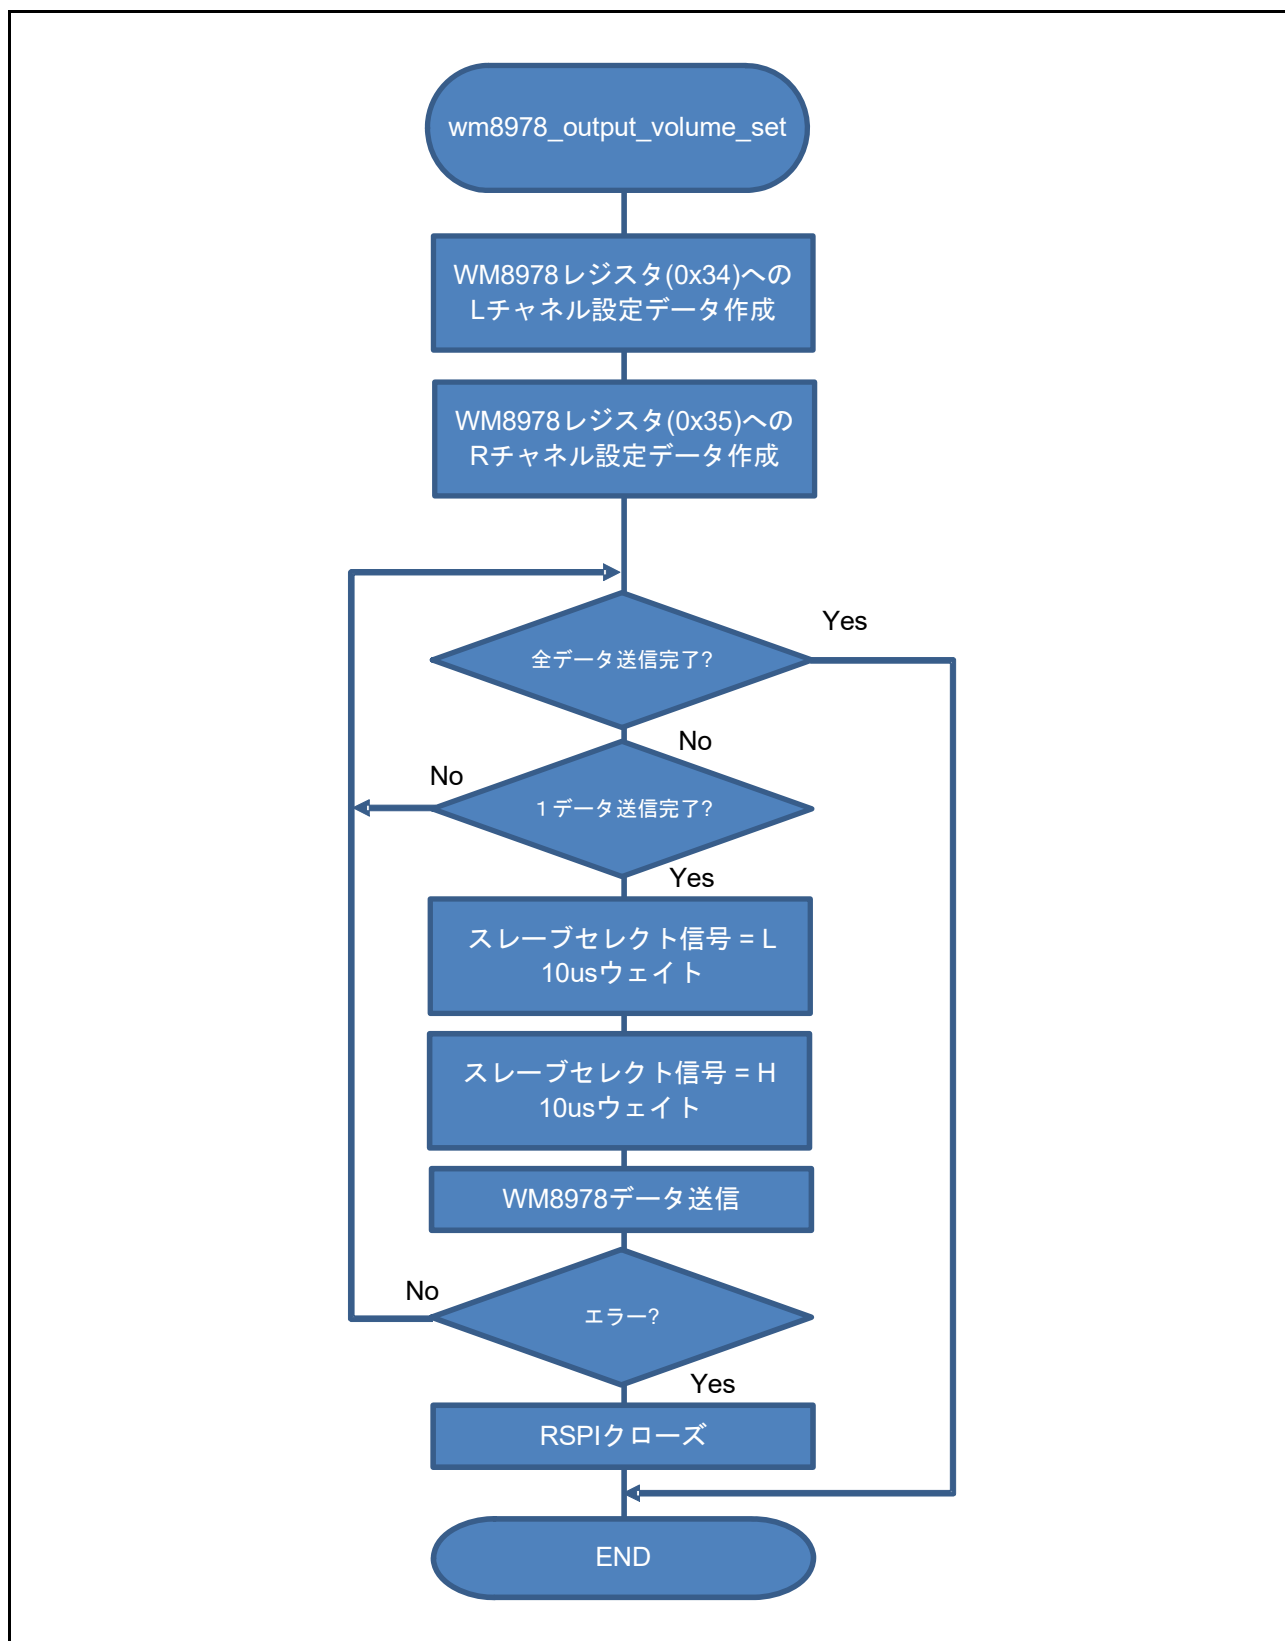 wm8978_output_volume_set
WM8978レジスタ(0x34)への
Lチャネル設定データ作成
WM8978レジスタ(0x35)への
Rチャネル設定データ作成
Yes
全データ送信完了?
No
No
１データ送信完了?
Yes
スレーブセレクト信号 = L
10usウェイト
スレーブセレクト信号 = H
10usウェイト
WM8978データ送信
No
エラー?
Yes
RSPIクローズ
END